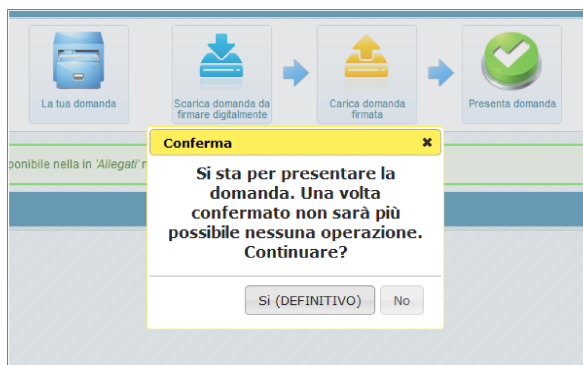 La tua domanda
Scarica domanda da
firmare digitalmente
Carica domanda
firmata
Presenta domanda
ponibile nella in 'Allegati'
Conferma
Si sta per presentare la
domanda. Una volta
confermato non sarà più
possibile nessuna operazione.
Continuare?
Si (DEFINITIVO)
No